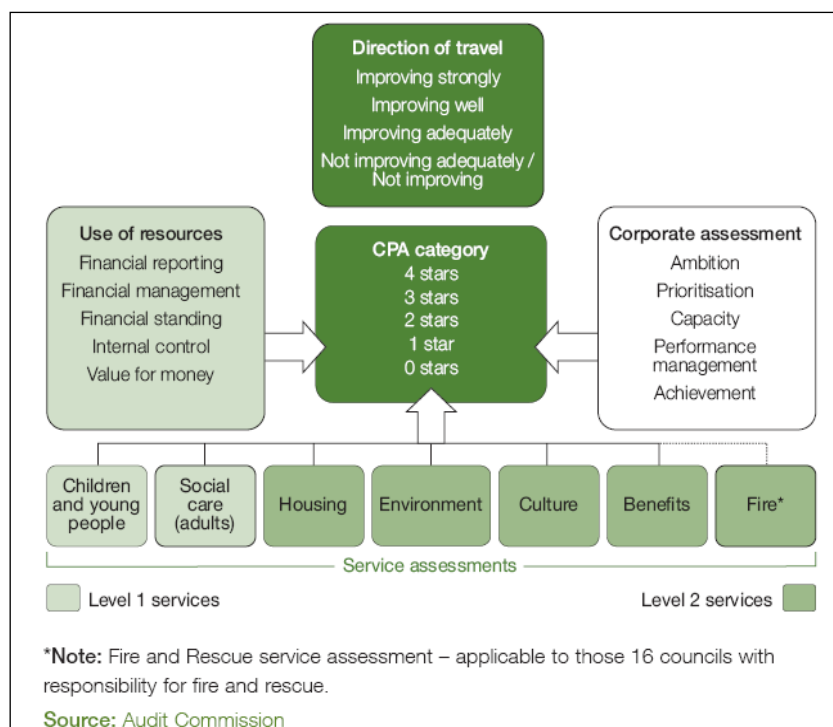 Direction of travel
Improving strongly
Improving well
Improving adequately
Not improving adequately /
Not improving
Use of resources
Financial reporting
Financial management
Financial standing
Internal control
Value for money
CPA category
4 stars
3 stars
2 stars
1 star
0 stars
Corporate assessment
Ambition
Prioritisation
Capacity
Performance
management
Achievement
Children
and young
people
Social
care
(adults)
Housing
Environment
Culture
Benefits
Fire*
Service assessments
Level 1 services
Level 2 services
*Note: Fire and Rescue service assessment – applicable to those 16 councils with
responsibility for fire and rescue.
Source: Audit Commission